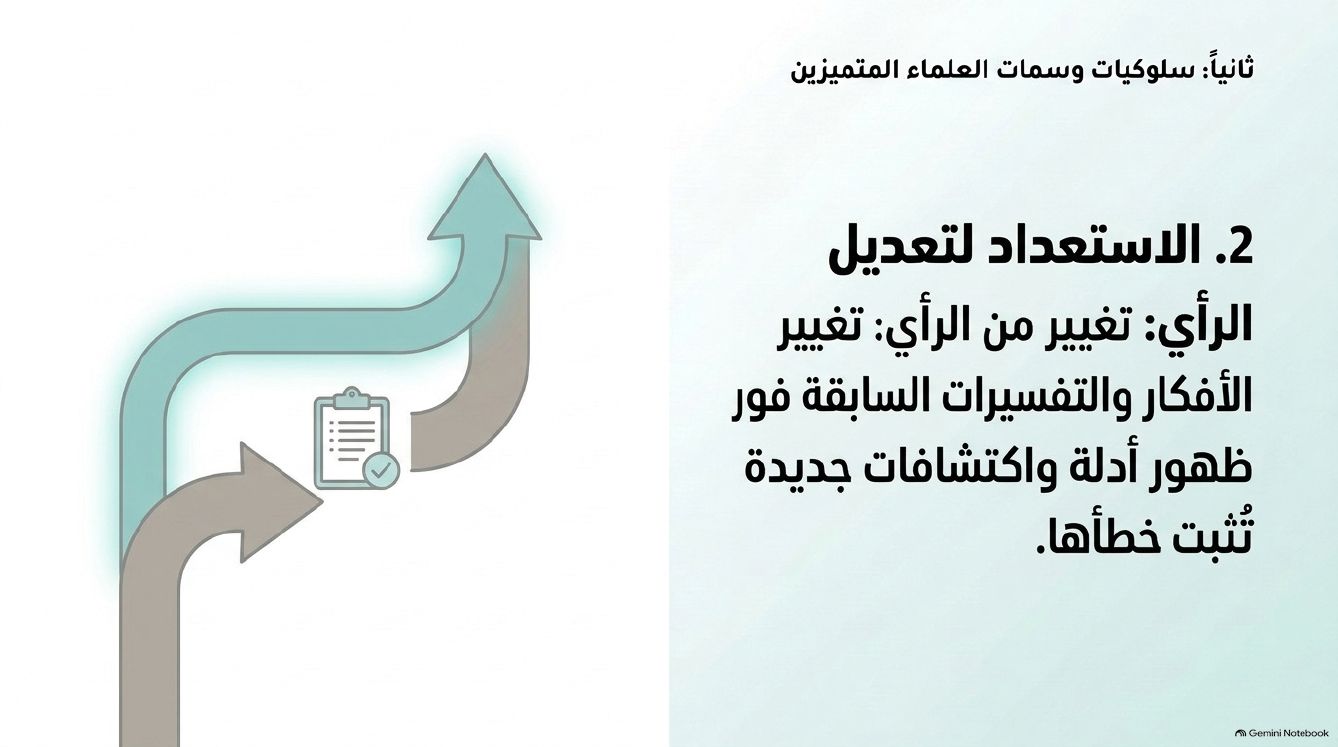 ثانياً: سلوكيات وسمات العلماء المتميزين
2. الاستعداد لتعديل
الرأي: تغيير من الرأي: تغيير
الأفكار والتفسيرات السابقة فور
ظهور أدلة واكتشافات جديدة
تُثبت خطأها.
Gemini Notebook